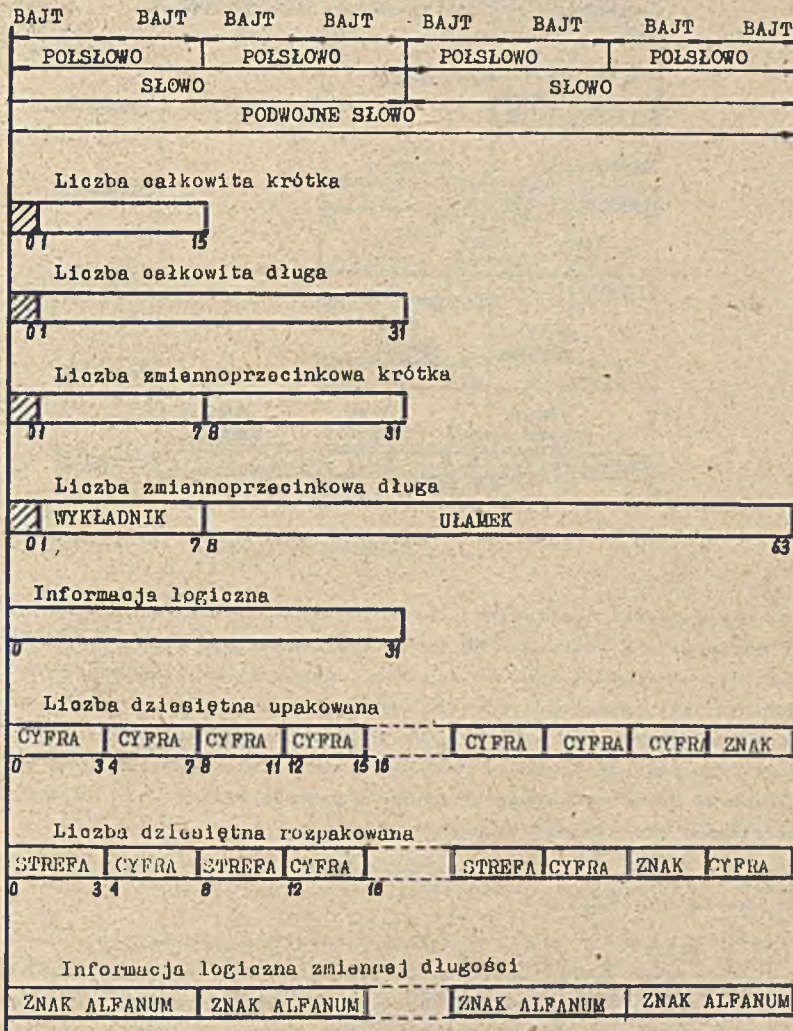 BAJT BAJT BAJT BAJT BAJT BAJT BAJT BAJT
POŁSŁOWO POŁSŁOWO POŁSŁOWO POŁSŁOWO
SŁOWO SŁOWO
PODWOJNE SŁOWO
Liczba całkowita krótka
0 1 15
Liczba całkowita długa
0 1 31
Liczba zmiennoprzecinkowa krótka
0 1 7 8 31
Liczba zmiennoprzecinkowa długa
WYKŁADNIK UŁAMEK
0 1 7 8 63
Informacja logiczna
0 31
Liczba dziesiętna upakowana
CYFRA CYFRA CYFRA CYFRA CYFRA CYFRA CYFRA ZNAK
0 3 4 7 8 11 12 15 16
Liczba dziesiętna rozpakowana
STREFA CYFRA STREFA CYFRA STREFA CYFRA ZNAK CYFRA
0 3 4 8 12 16
Informacja logiczna zmiennej długości
ZNAK ALFANUM ZNAK ALFANUM ZNAK ALFANUM ZNAK ALFANUM